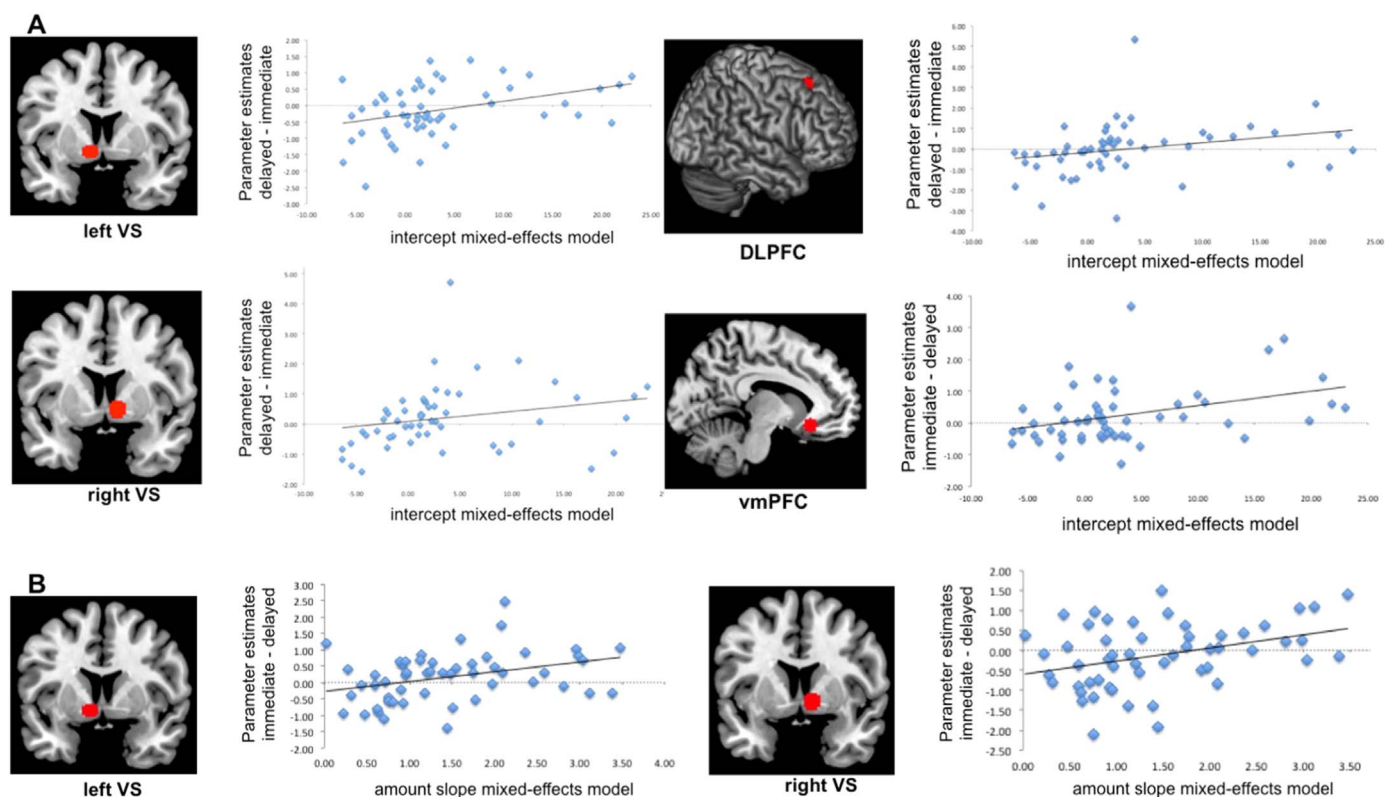 A
Parameter estimates
delayed - immediate
2.00
1.50
1.00
0.50
0.00
-0.50
-1.00
-1.50
2.00
2.50
-3.00
-10.00 -5.00 0.00 5.00 10.00 15.00 20.00 25.00
intercept mixed-effects model
left VS
DLPFC
Parameter estimates
delayed - immediate
6.00
5.00
4.00
3.00
2.00
1.00
0.00
-1.00
-2.00
-3.00
-4.00
-10.00 -5.00 0.00 5.00 10.00 15.00 20.00 25.00
intercept mixed-effects model
right VS
Parameter estimates
delayed - immediate
5.00
4.00
3.00
2.00
1.00
0.00
-1.00
-2.00
-10.00 -5.00 0.00 5.00 10.00 15.00 20.00
intercept mixed-effects model
vmPFC
Parameter estimates
immediate - delayed
4.00
3.00
2.00
1.00
0.00
-1.00
-2.00
-10.00 -5.00 0.00 5.00 10.00 15.00 20.00 25.00
intercept mixed-effects model
B
left VS
Parameter estimates
immediate - delayed
3.00
2.50
2.00
1.50
1.00
0.50
0.00
-0.50
-1.00
-1.50
-2.00
0.00 0.50 1.00 1.50 2.00 2.50 3.00 3.50 4.00
amount slope mixed-effects model
right VS
Parameter estimates
immediate - delayed
2.00
1.50
1.00
0.50
0.00
-0.50
-1.00
-1.50
-2.00
-2.50
0.00 0.50 1.00 1.50 2.00 2.50 3.00 3.50
amount slope mixed-effects model